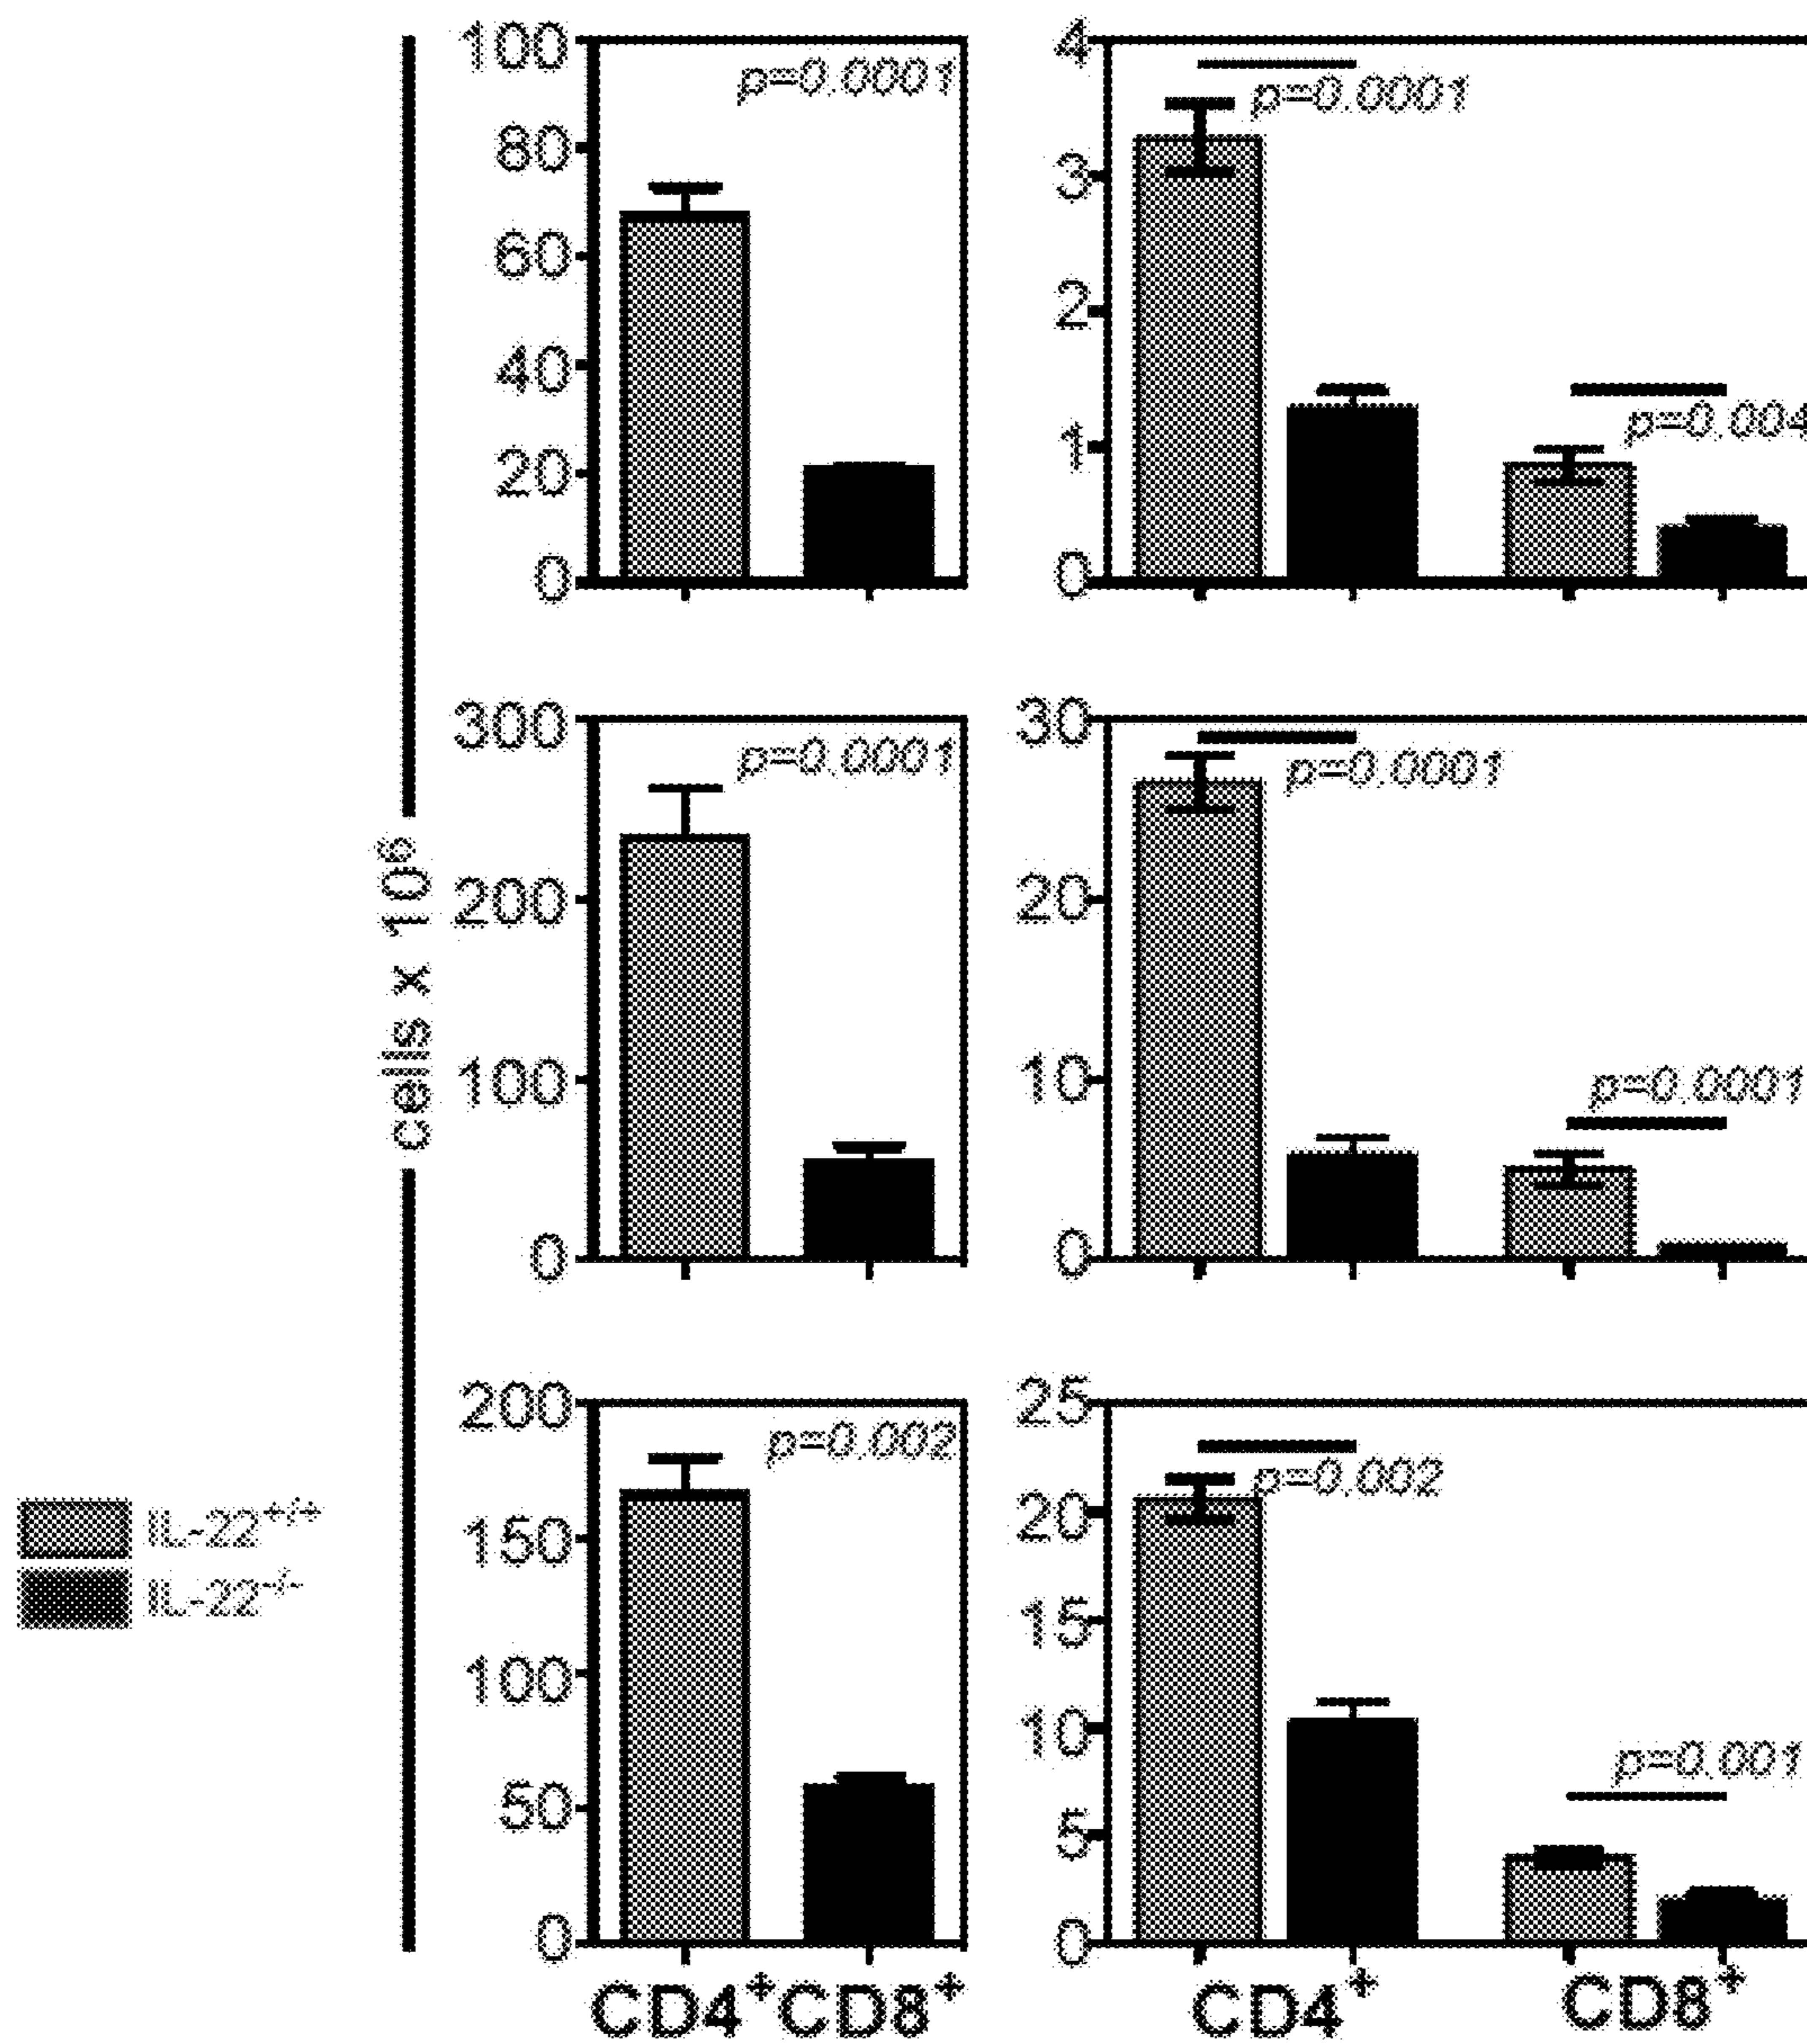 100
80
60
40
20
0
p=0.0001
4
3
2
1
0
p=0.0001
p=0.004
300
200
100
0
p=0.0001
30
20
10
0
p=0.0001
p=0.0001
cells x 10⁶
200
150
100
50
0
p=0.002
25
20
15
10
5
0
p=0.002
p=0.001
IL-22⁺/⁺
IL-22⁻/⁻
CD4⁺CD8⁺
CD4⁺
CD8⁺